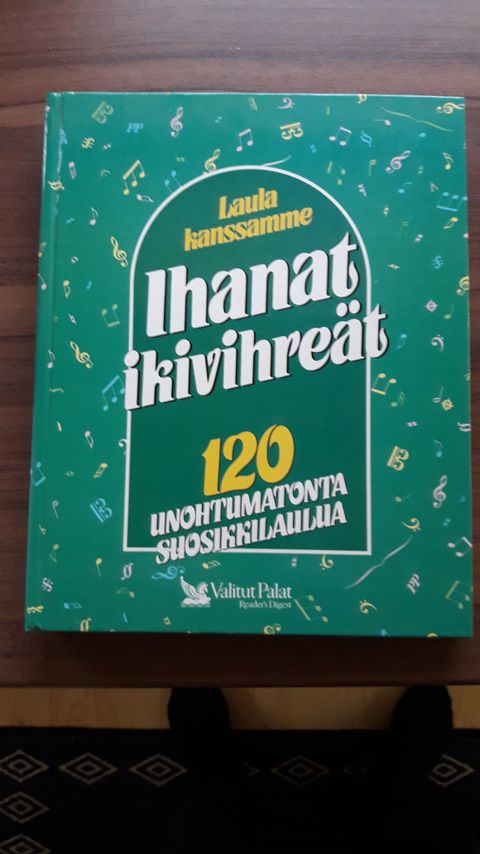 Laula
kanssamme
Ihanat
ikivihreät
120
UNOHTUMATONTA
SUOSIKKILAULUA
Valitut Palat
Reader's Digest